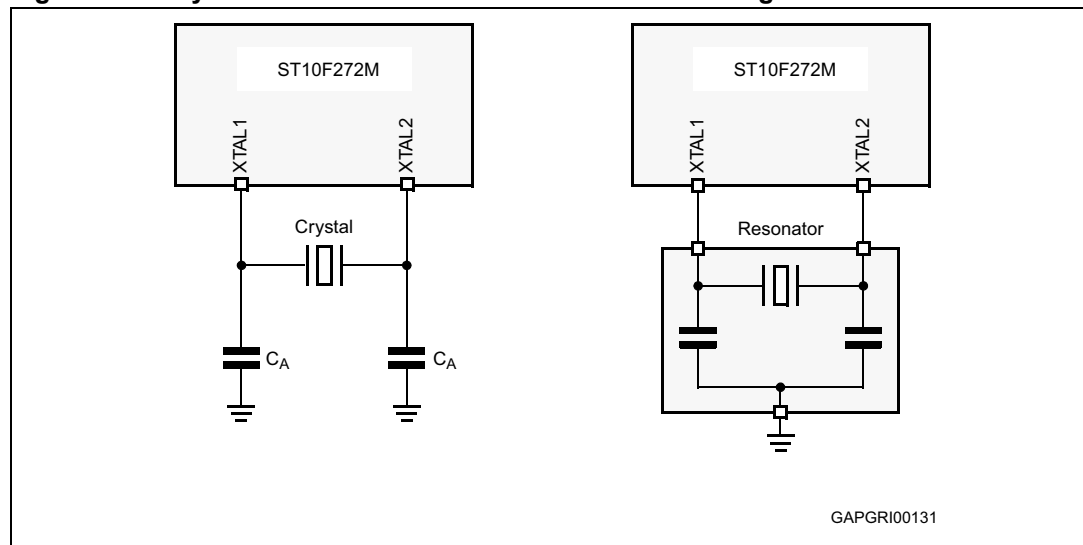 ST10F272M
XTAL1
XTAL2
Crystal
CA
CA
ST10F272M
XTAL1
XTAL2
Resonator
GAPGRI00131